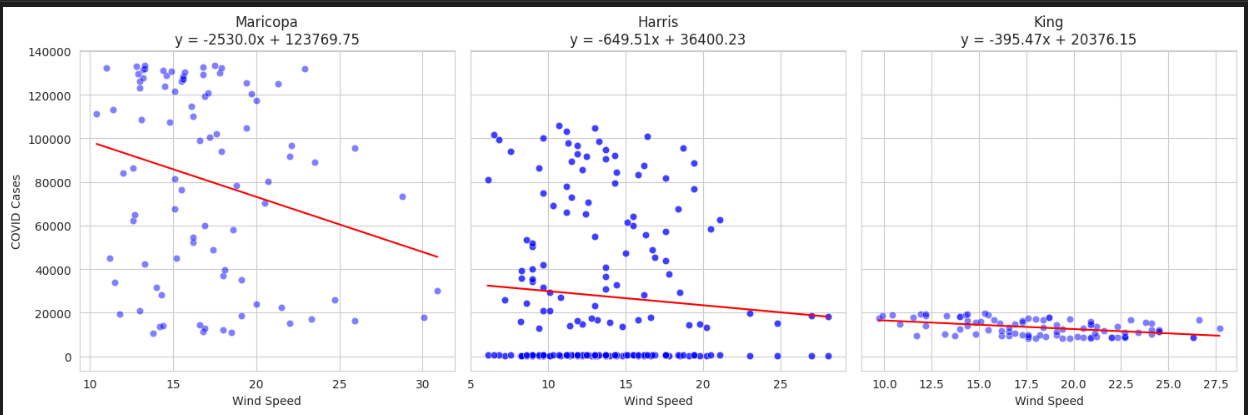 Maricopa
y = -2530.0x + 123769.75
Harris
y = -649.51x + 36400.23
King
y = -395.47x + 20376.15
COVID Cases
140000
120000
100000
80000
60000
40000
20000
0
10 15 20 25 30
Wind Speed
5 10 15 20 25
Wind Speed
10.0 12.5 15.0 17.5 20.0 22.5 25.0 27.5
Wind Speed